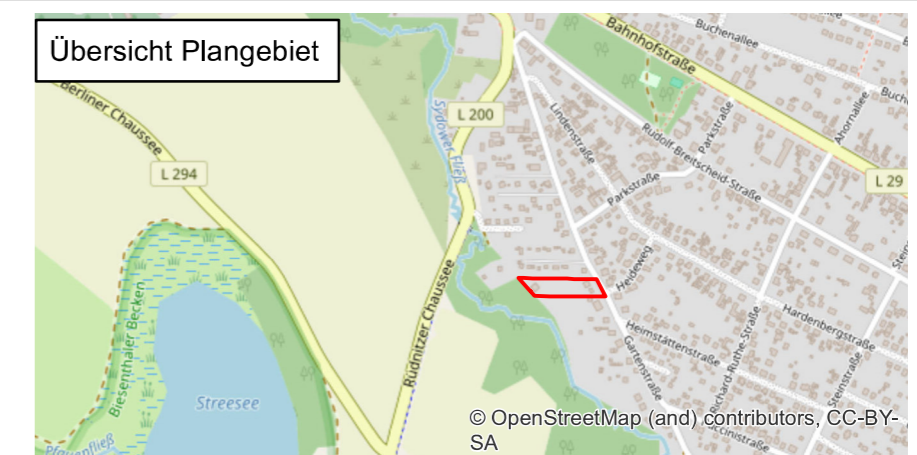 Übersicht Plangebiet
Bahnhofstraße
Buchenallee
Berliner Chaussee
L 200
Sydower Fließ
Lindenstraße
Rudolf-Breitscheid-Straße
Parkstraße
Ahornallee
L 294
Parkstraße
L 29
Heideweg
Rüdnitzer Chaussee
Biesenthaler Becken
Hardenbergstraße
Heimstättenstraße
Gartenstraße
Richard-Ruthe-Straße
Steinstraße
Streesee
Pfauenfließ
© OpenStreetMap (and) contributors, CC-BY-
SA